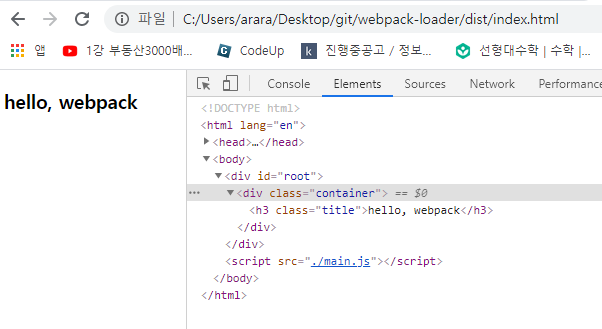 파일 C:/Users/arara/Desktop/git/webpack-loader/dist/index.html
앱 1강 부동산3000배... CodeUp k 진행중공고 / 정보... 선형대수학 | 수학 |...
hello, webpack
Console Elements Sources Network Performance
<!DOCTYPE html>
<html lang="en">
<head>…</head>
<body>
<div id="root">
<div class="container"> == $0
<h3 class="title">hello, webpack</h3>
</div>
</div>
<script src="./main.js"></script>
</body>
</html>